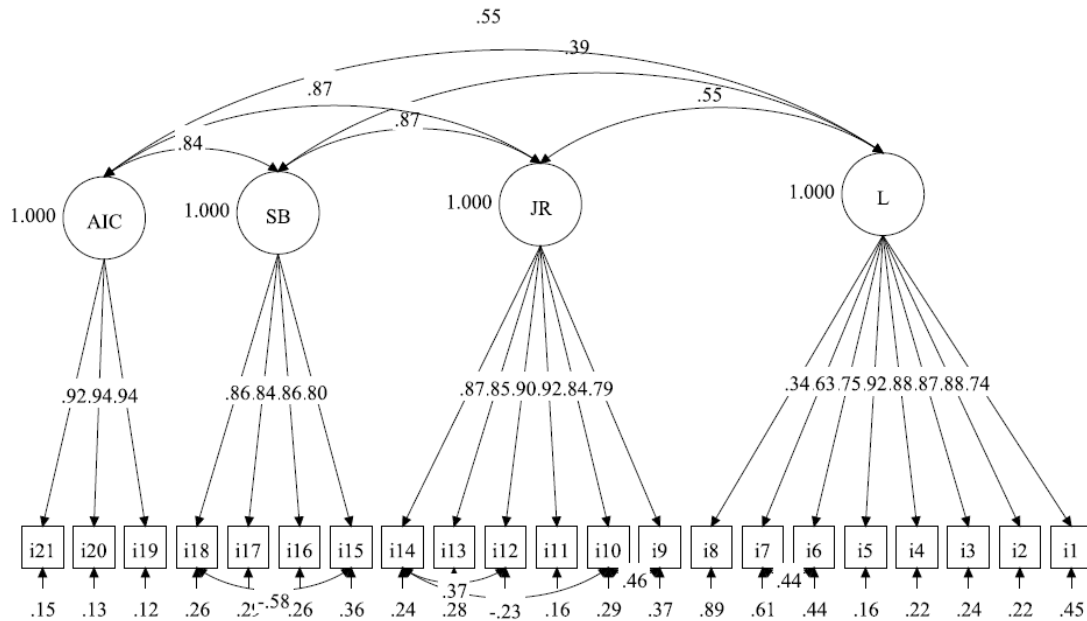 .55
.39
.87
.55
.84
.87
1.000 AIC 1.000 SB 1.000 JR 1.000 L
.92 .94 .94 .86 .84 .86 .80 .87 .85 .90 .92 .84 .79 .34 .63 .75 .92 .88 .87 .88 .74
i21 i20 i19 i18 i17 i16 i15 i14 i13 i12 i11 i10 i9 i8 i7 i6 i5 i4 i3 i2 i1
-.58 .37 .46 .44
.15 .13 .12 .26 .29 .26 .36 .24 .28 -.23 .16 .29 .37 .89 .61 .44 .16 .22 .24 .22 .45